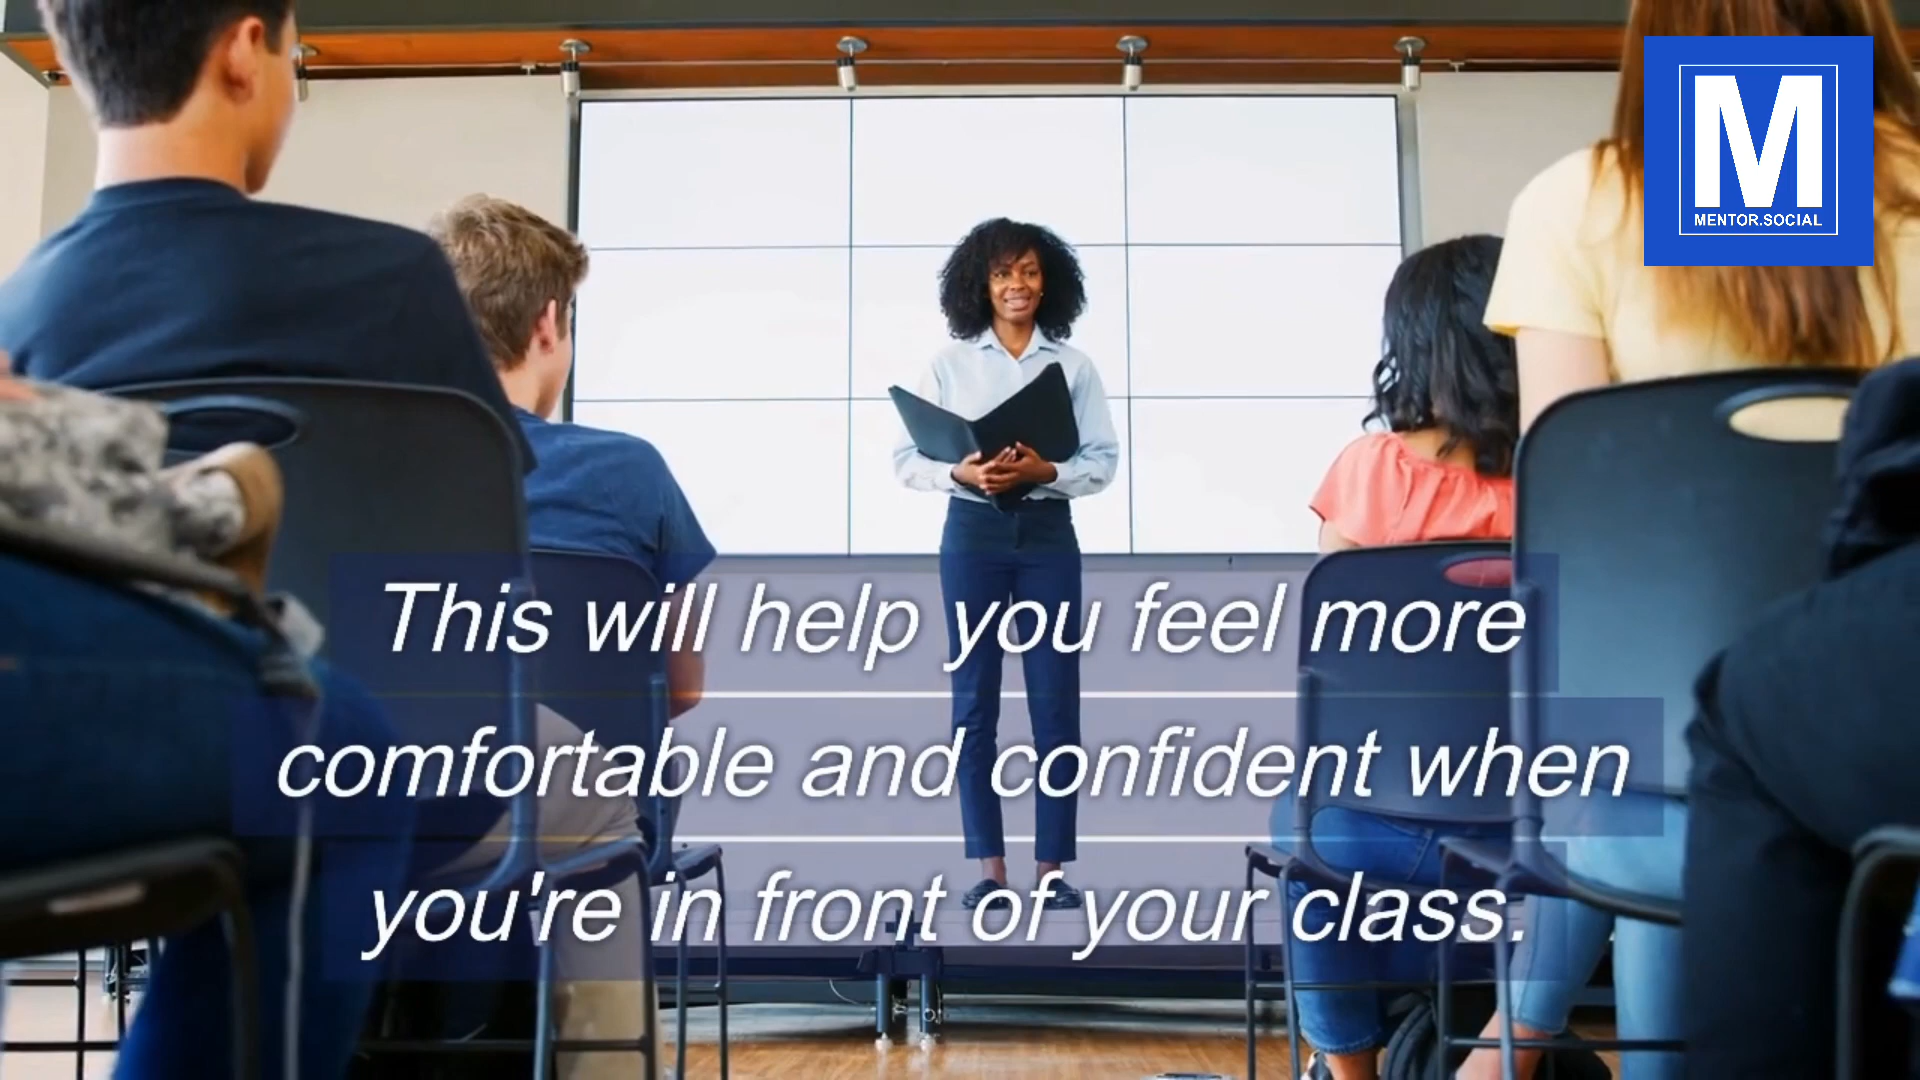 M
MENTOR.SOCIAL
This will help you feel more
comfortable and confident when
you're in front of your class.